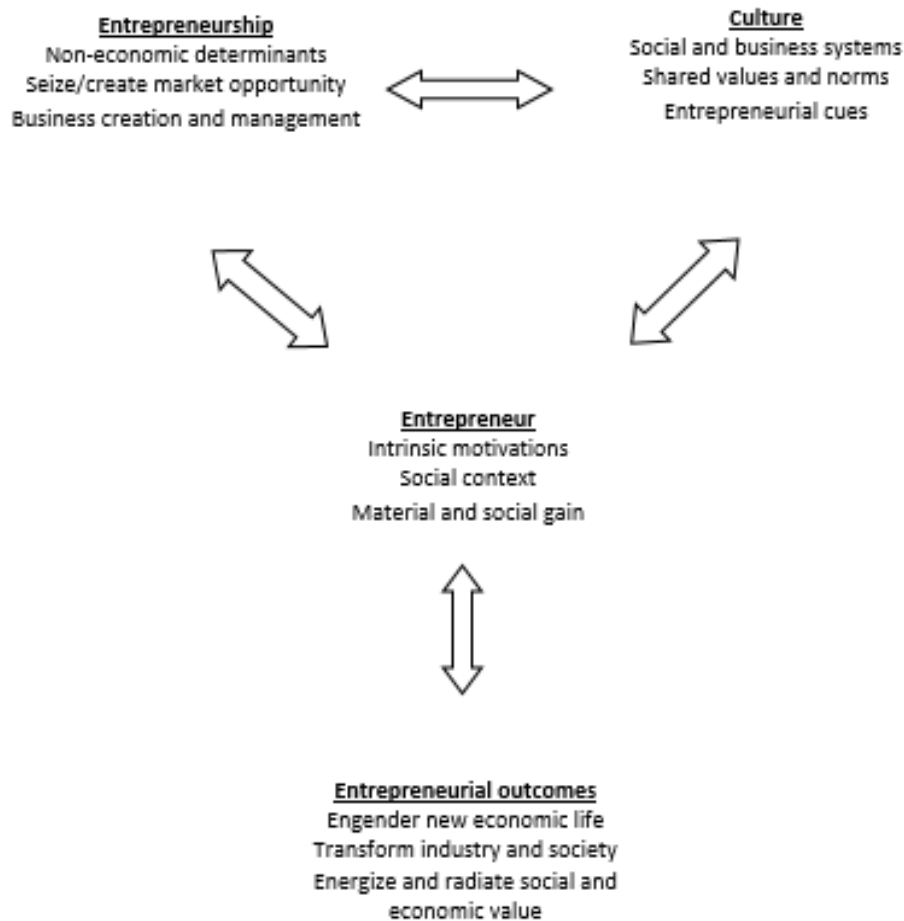 Entrepreneurship
Non-economic determinants
Seize/create market opportunity
Business creation and management
Culture
Social and business systems
Shared values and norms
Entrepreneurial cues
Entrepreneur
Intrinsic motivations
Social context
Material and social gain
Entrepreneurial outcomes
Engender new economic life
Transform industry and society
Energize and radiate social and
economic value